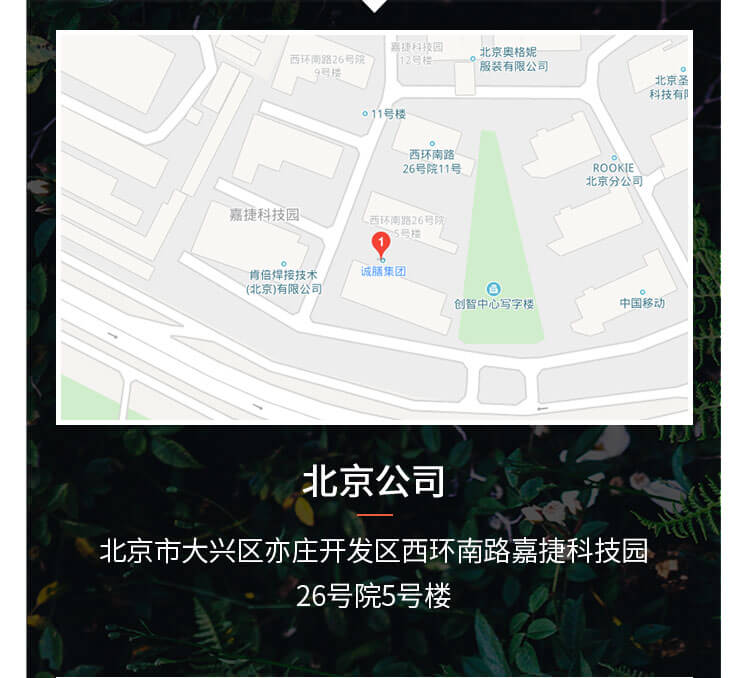 西环南路26号院
9号楼
嘉捷科技园
12号楼
北京奥格妮
服装有限公司
北京圣
科技有限
11号楼
西环南路
26号院11号
ROOKIE
北京分公司
嘉捷科技园
西环南路26号院
5号楼
1
诚膳集团
肯倍焊接技术
(北京)有限公司
创智中心写字楼
中国移动
北京公司
北京市大兴区亦庄开发区西环南路嘉捷科技园
26号院5号楼